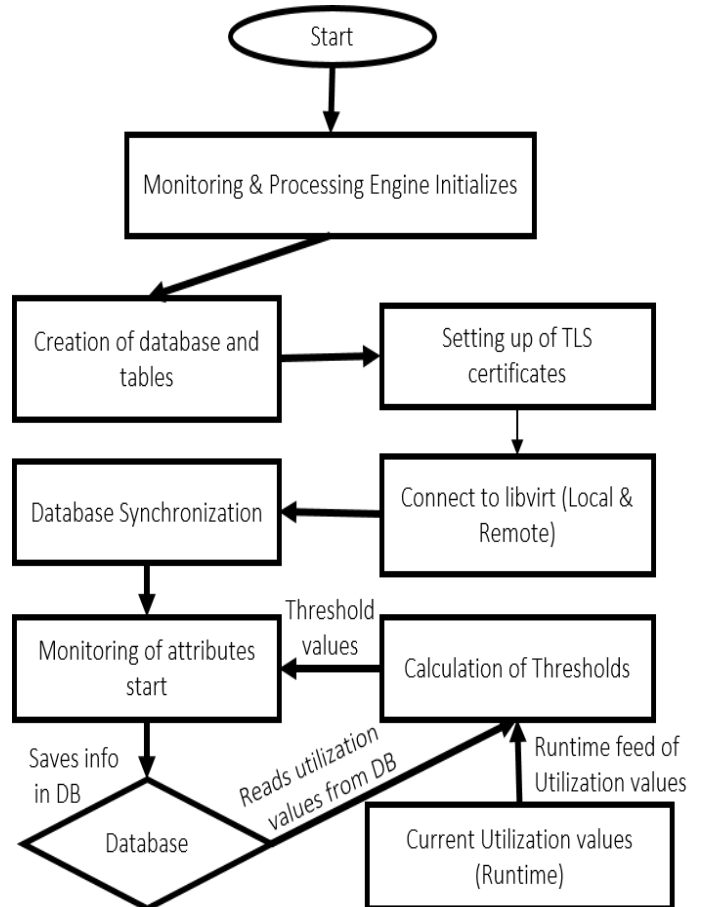 Start
Monitoring & Processing Engine Initializes
Creation of database and
tables
Setting up of TLS
certificates
Connect to libvirt (Local &
Remote)
Database Synchronization
Monitoring of attributes
start
Threshold
values
Calculation of Thresholds
Saves info
in DB
Database
Reads utilization
values from DB
Runtime feed of
Utilization values
Current Utilization values
(Runtime)